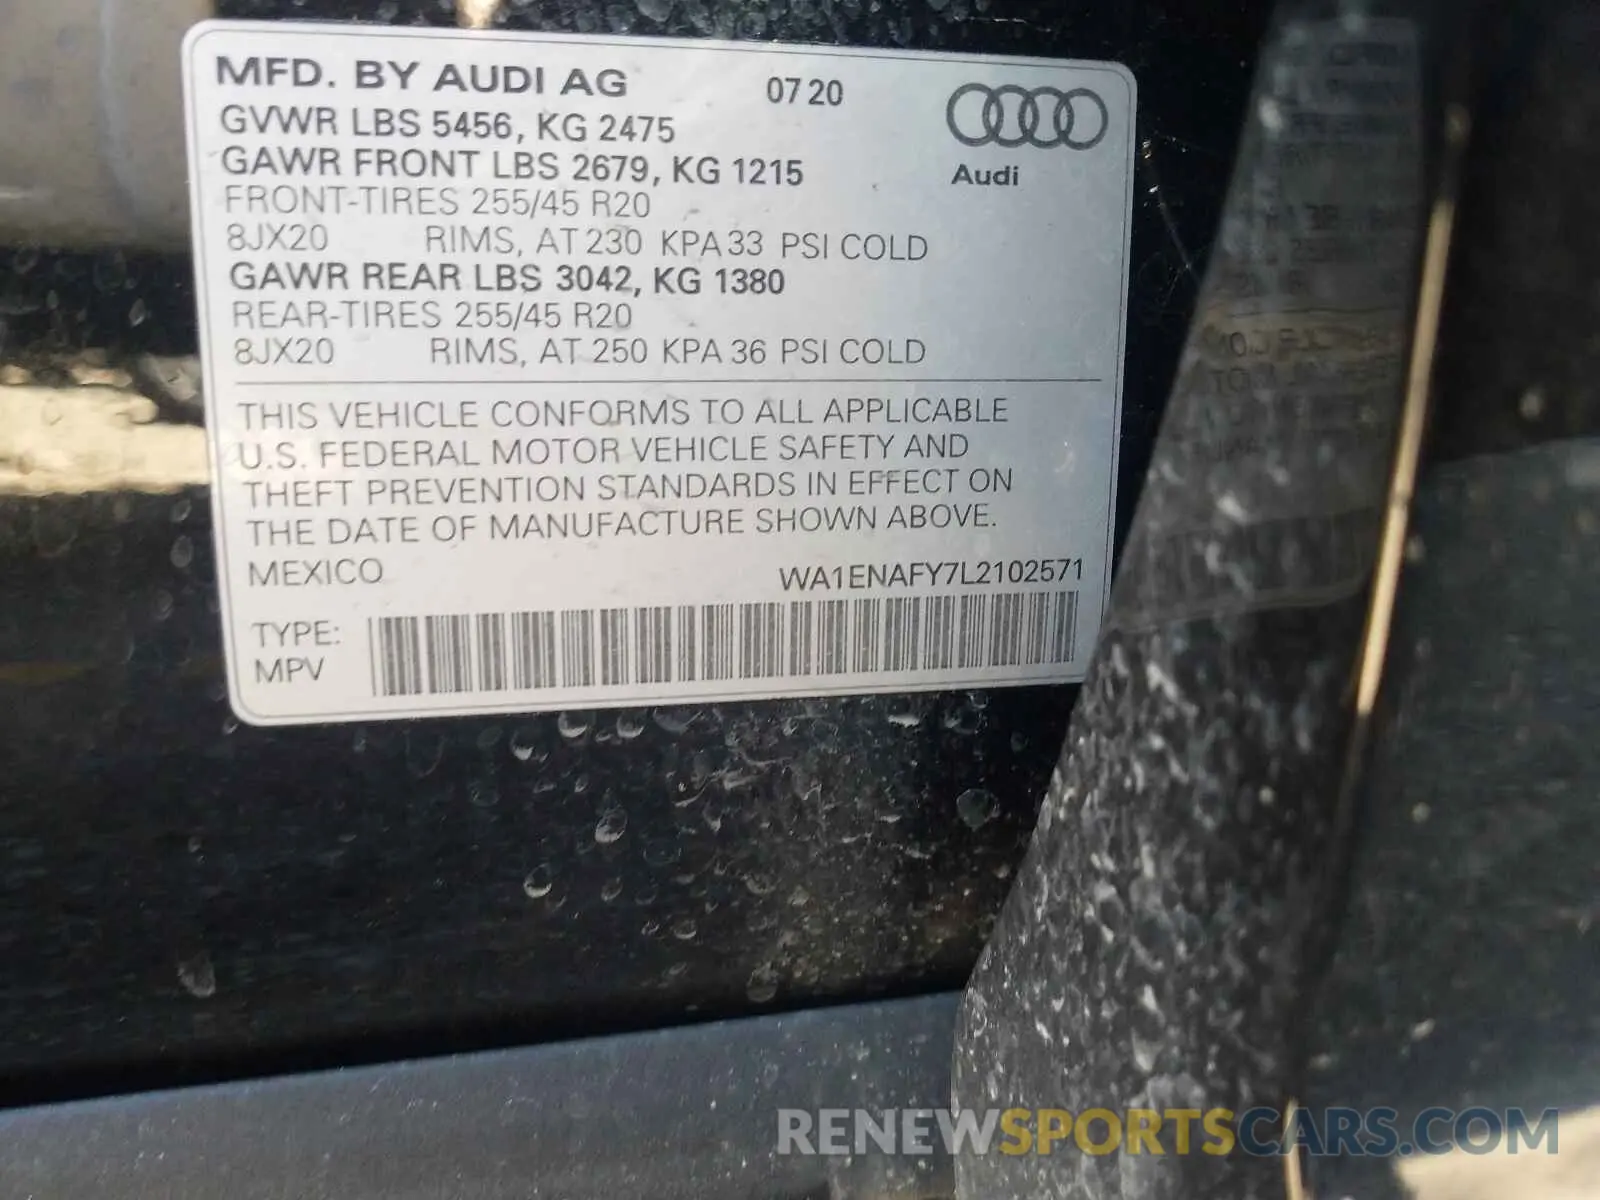 MFD. BY AUDI AG 07 20
GVWR LBS 5456, KG 2475
GAWR FRONT LBS 2679, KG 1215
Audi
FRONT-TIRES 255/45 R20
8JX20 RIMS, AT 230 KPA 33 PSI COLD
GAWR REAR LBS 3042, KG 1380
REAR-TIRES 255/45 R20
8JX20 RIMS, AT 250 KPA 36 PSI COLD
THIS VEHICLE CONFORMS TO ALL APPLICABLE
U.S. FEDERAL MOTOR VEHICLE SAFETY AND
THEFT PREVENTION STANDARDS IN EFFECT ON
THE DATE OF MANUFACTURE SHOWN ABOVE.
MEXICO WA1ENAFY7L2102571
TYPE:
MPV
RENEWSPORTSCARS.COM